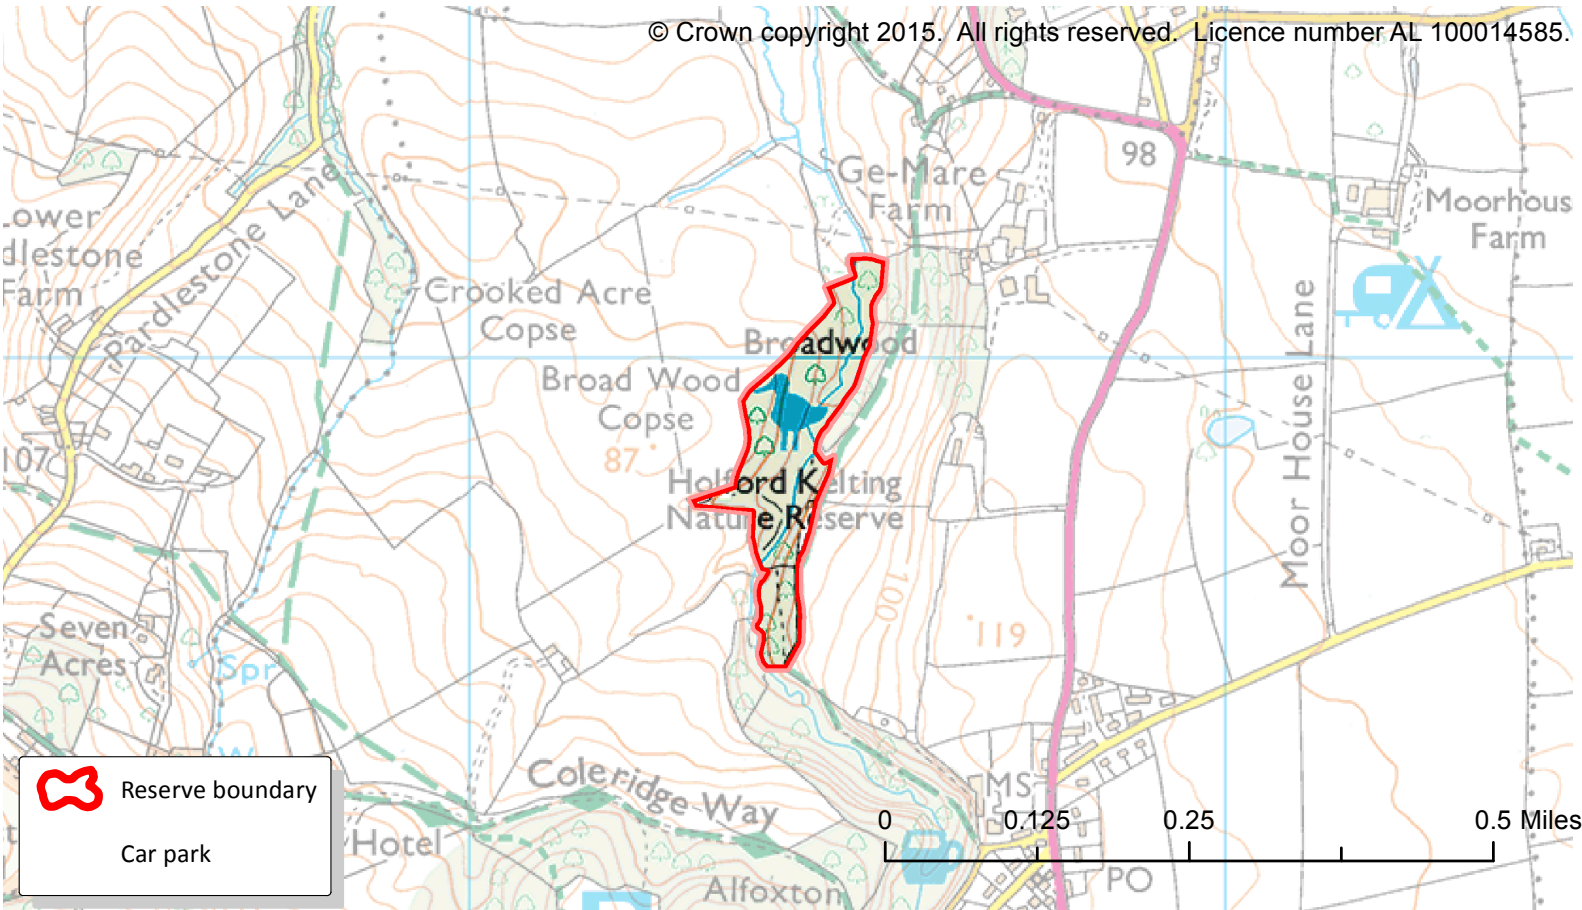 © Crown copyright 2015. All rights reserved. Licence number AL 100014585.
98
Ge-Mare
Farm
Moorhous
Farm
Lower
dlestone
Farm
Pardlestone Lane
Crooked Acre
Copse
Broadwood
Broad Wood
Copse
87
107
Holford Kelting
Nature Reserve
Moor House Lane
100
119
Seven
Acres
Spr
W
Coleridge Way
MS
Hotel
Alfoxton
PO
Reserve boundary
Car park
0 0.125 0.25 0.5 Miles